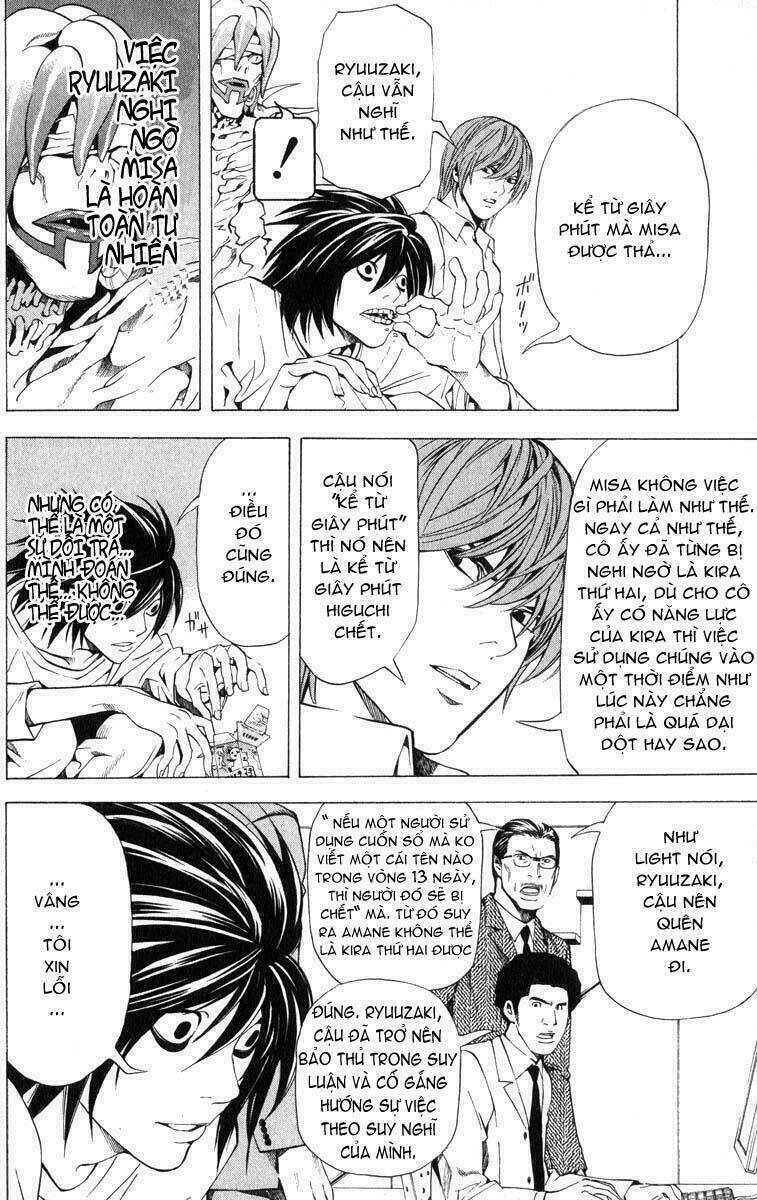 KỂ TỪ GIÂY
PHÚT MÀ MISA
ĐƯỢC THẢ...
RYUUZAKI,
CẬU VẪN
NGHĨ
NHƯ THẾ.
!
ボリッ
VIỆC
RYUUZAKI
NGHI
NGỜ
MISA
LÀ HOÀN
TOÀN TỰ
NHIÊN
MISA KHÔNG VIỆC
GÌ PHẢI LÀM NHƯ THẾ.
NGAY CẢ NHƯ THẾ,
CÔ ẤY ĐÃ TỪNG BỊ
NGHI NGỜ LÀ KIRA
THỨ HAI, DÙ CHO CÔ
ẤY CÓ NĂNG LỰC
CỦA KIRA THÌ VIỆC
SỬ DỤNG CHÚNG VÀO
MỘT THỜI ĐIỂM NHƯ
LÚC NÀY CHẲNG
PHẢI LÀ QUÁ DẠI
DỘT HAY SAO.
CẬU NÓI
"KỂ TỪ
GIÂY PHÚT"
THÌ NÓ NÊN
LÀ KỂ TỪ
GIÂY PHÚT
HIGUCHI
CHẾT.
...
ĐIỀU
ĐÓ CŨNG
ĐÚNG.
NHƯNG CÓ
THỂ LÀ MỘT
SỰ DỐI TRÁ...
MÌNH ĐOÁN
THẾ... KHÔNG
THỂ ĐƯỢC...
NHƯ
LIGHT NÓI,
RYUUZAKI,
CẬU NÊN
QUÊN
AMANE
ĐI.
"NẾU MỘT NGƯỜI SỬ
DỤNG CUỐN SỔ MÀ KO
VIẾT MỘT CÁI TÊN NÀO
TRONG VÒNG 13 NGÀY,
THÌ NGƯỜI ĐÓ SẼ BỊ
CHẾT" MÀ. TỪ ĐÓ SUY
RA AMANE KHÔNG THỂ
LÀ KIRA THỨ HAI ĐƯỢC
ĐÚNG. RYUUZAKI,
CẬU ĐÃ TRỞ NÊN
BẢO THỦ TRONG SUY
LUẬN VÀ CỐ GẮNG
HƯỚNG SỰ VIỆC
THEO SUY NGHĨ
CỦA MÌNH.
...
VÂNG
...
TÔI
XIN
LỖI
...